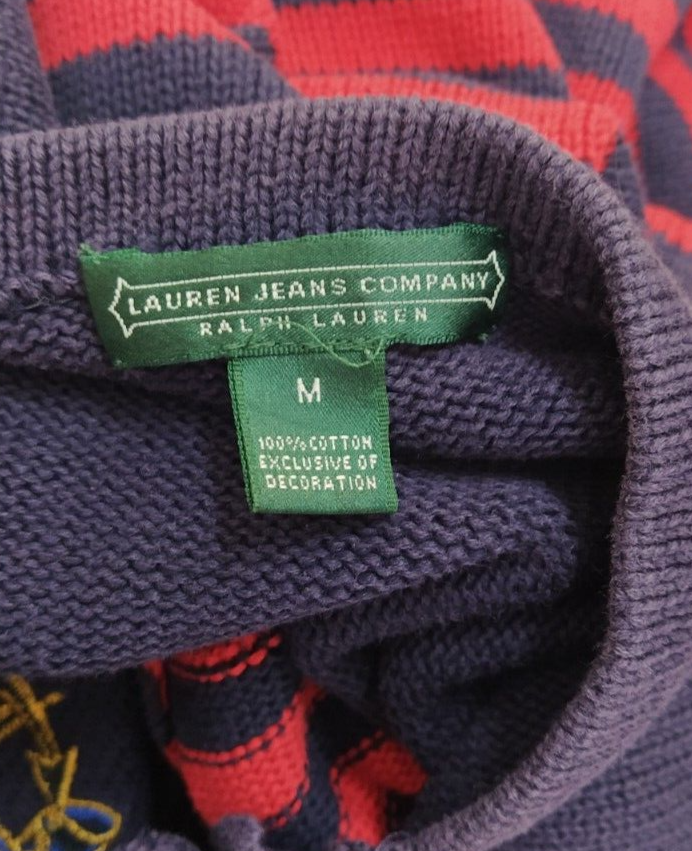 LAUREN JEANS COMPANY
RALPH LAUREN
M
100% COTTON
EXCLUSIVE OF
DECORATION